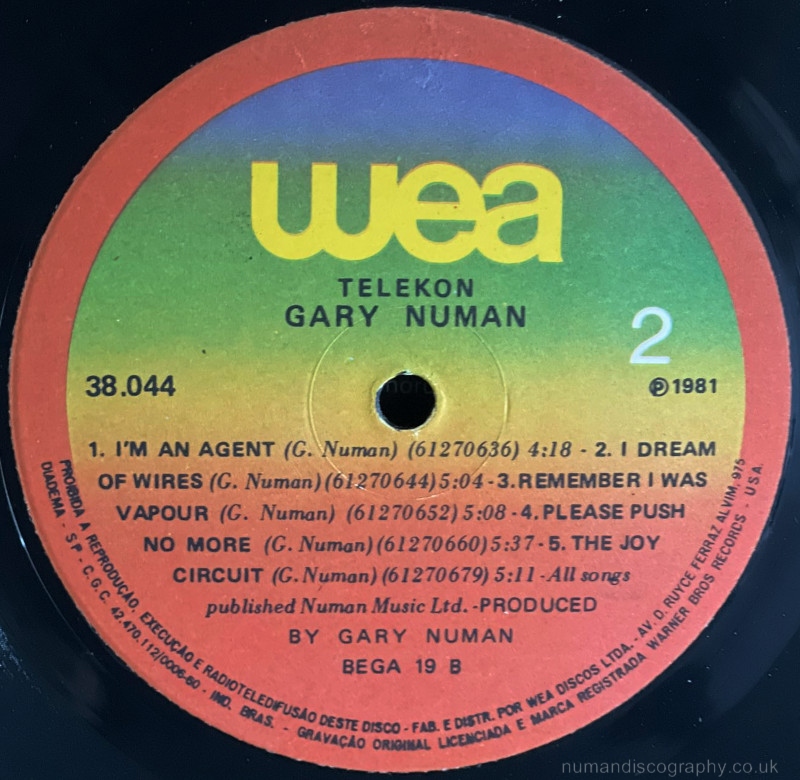 wea
TELEKON
GARY NUMAN
2
38.044
℗ 1981
1. I'M AN AGENT (G. Numan) (61270636) 4:18 - 2. I DREAM
OF WIRES (G. Numan) (61270644) 5:04 - 3. REMEMBER I WAS
VAPOUR (G. Numan) (61270652) 5:08 - 4. PLEASE PUSH
NO MORE (G. Numan) (61270660) 5:37 - 5. THE JOY
CIRCUIT (G. Numan) (61270679) 5:11 - All songs
published Numan Music Ltd. - PRODUCED
BY GARY NUMAN
BEGA 19 B
PROIBIDA A REPRODUÇÃO, EXECUÇÃO E RADIOTELEDIFUSÃO DESTE DISCO - FAB. E DISTR. POR WEA DISCOS LTDA. - AV. D. RUYCE FERRAZ ALVIM, 975
DIADEMA - SP - C.G.C. 42.470.112/0006-60 - IND. BRAS. - GRAVAÇÃO ORIGINAL LICENCIADA E MARCA REGISTRADA WARNER BROS RECORDS - USA.
numandiscography.co.uk